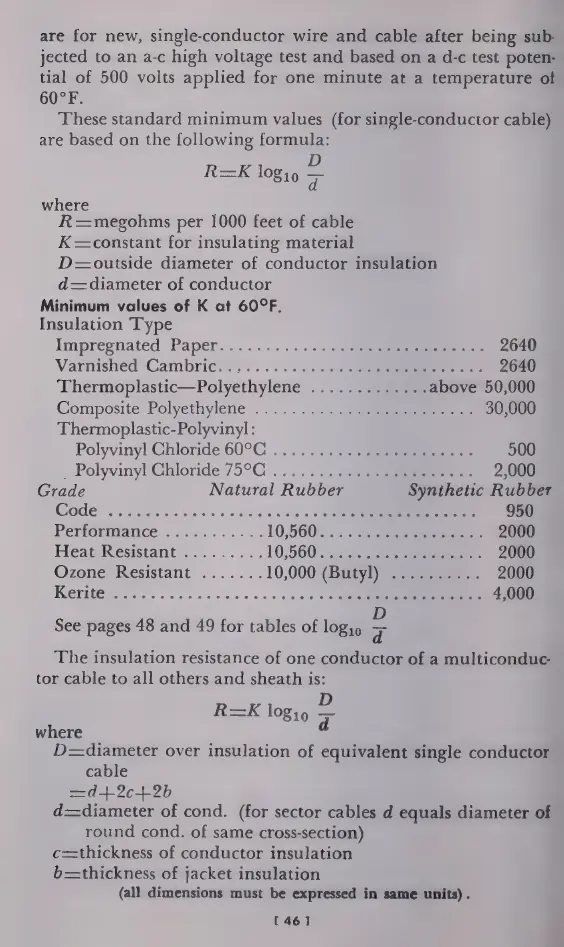 are for new, single-conductor wire and cable after being sub-
jected to an a-c high voltage test and based on a d-c test poten-
tial of 500 volts applied for one minute at a temperature of
60°F.
These standard minimum values (for single-conductor cable)
are based on the following formula:
R=K log₁₀ D/d
where
R=megohms per 1000 feet of cable
K=constant for insulating material
D=outside diameter of conductor insulation
d=diameter of conductor
Minimum values of K at 60°F.
Insulation Type
Impregnated Paper............................ 2640
Varnished Cambric............................ 2640
Thermoplastic—Polyethylene .............above 50,000
Composite Polyethylene ........................ 30,000
Thermoplastic-Polyvinyl:
Polyvinyl Chloride 60°C ...................... 500
Polyvinyl Chloride 75°C ...................... 2,000
Grade Natural Rubber Synthetic Rubber
Code ........................................ 950
Performance ...........10,560.................. 2000
Heat Resistant .........10,560.................. 2000
Ozone Resistant .......10,000 (Butyl) .......... 2000
Kerite ........................................ 4,000
See pages 48 and 49 for tables of log₁₀ D/d
The insulation resistance of one conductor of a multiconduc-
tor cable to all others and sheath is:
R=K log₁₀ D/d
where
D=diameter over insulation of equivalent single conductor
cable
=d+2c+2b
d=diameter of cond. (for sector cables d equals diameter of
round cond. of same cross-section)
c=thickness of conductor insulation
b=thickness of jacket insulation
(all dimensions must be expressed in same units).
[ 46 ]